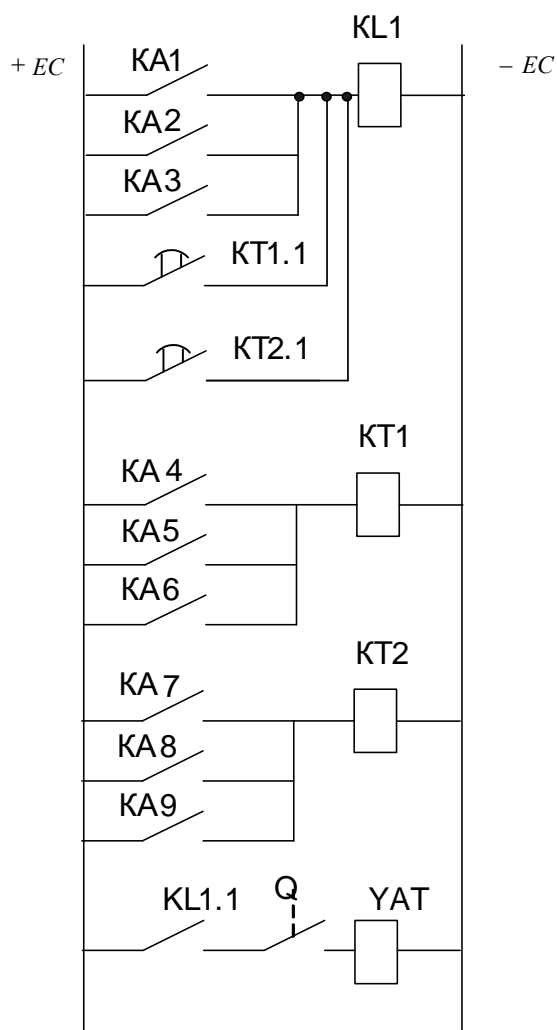 KL1
+ EC
KA1
– EC
KA2
KA3
KT1.1
KT2.1
KT1
KA4
KA5
KA6
KT2
KA7
KA8
KA9
KL1.1
Q
YAT